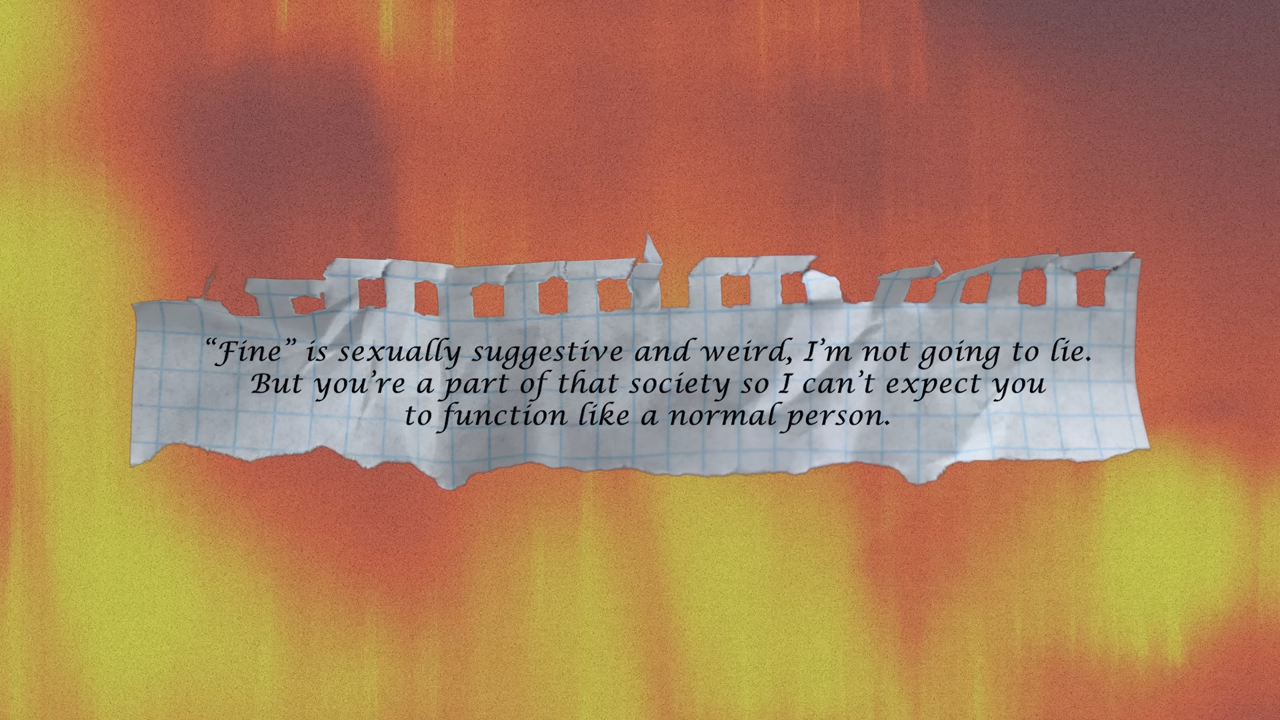 “Fine” is sexually suggestive and weird, I’m not going to lie.
But you’re a part of that society so I can’t expect you
to function like a normal person.